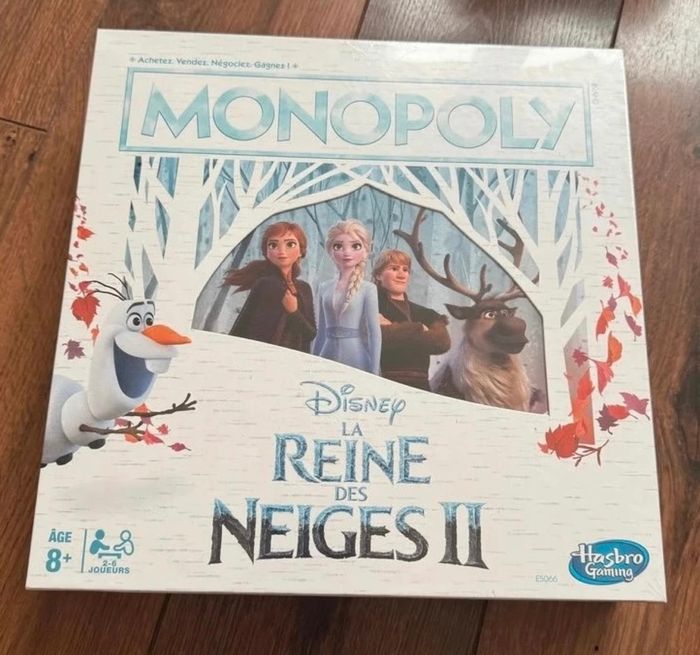 Achetez. Vendez. Négociez. Gagnez !
MONOPOLY
DISNEY
LA
REINE
DES
NEIGES II
ÂGE
8+
2-6
JOUEURS
E5066
Hasbro
Gaming